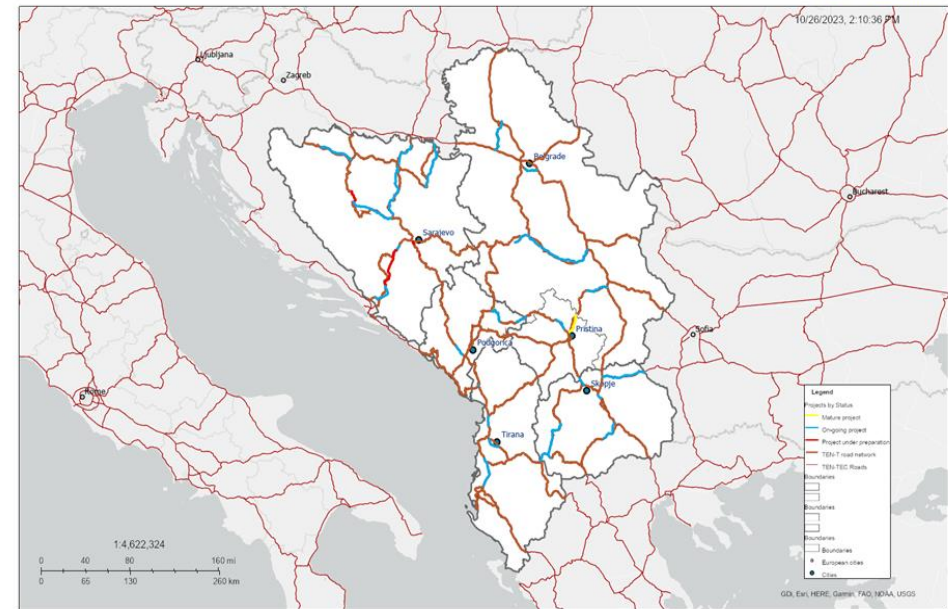 10/26/2023, 2:10:36 PM
Ljubljana
Zagreb
Belgrade
Bucharest
Sarajevo
Pristina
Sofia
Podgorica
Skopje
Rome
Tirana
Legend
Projects by Status
Mature project
On-going project
Project under preparation
TEN-T road network
TEN-TEC Roads
Boundaries
Boundaries
Boundaries
Boundaries
European cities
Cities
1:4,622,324
0 40 80 160 mi
0 65 130 260 km
GDi, Esri, HERE, Garmin, FAO, NOAA, USGS